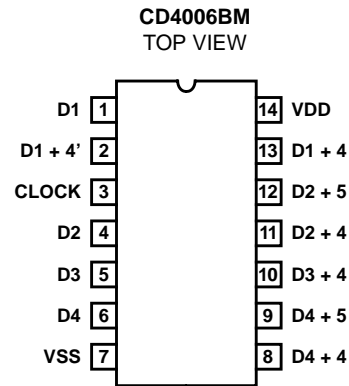 CD4006BM
TOP VIEW
D1 1 14 VDD
D1 + 4’ 2 13 D1 + 4
CLOCK 3 12 D2 + 5
D2 4 11 D2 + 4
D3 5 10 D3 + 4
D4 6 9 D4 + 5
VSS 7 8 D4 + 4